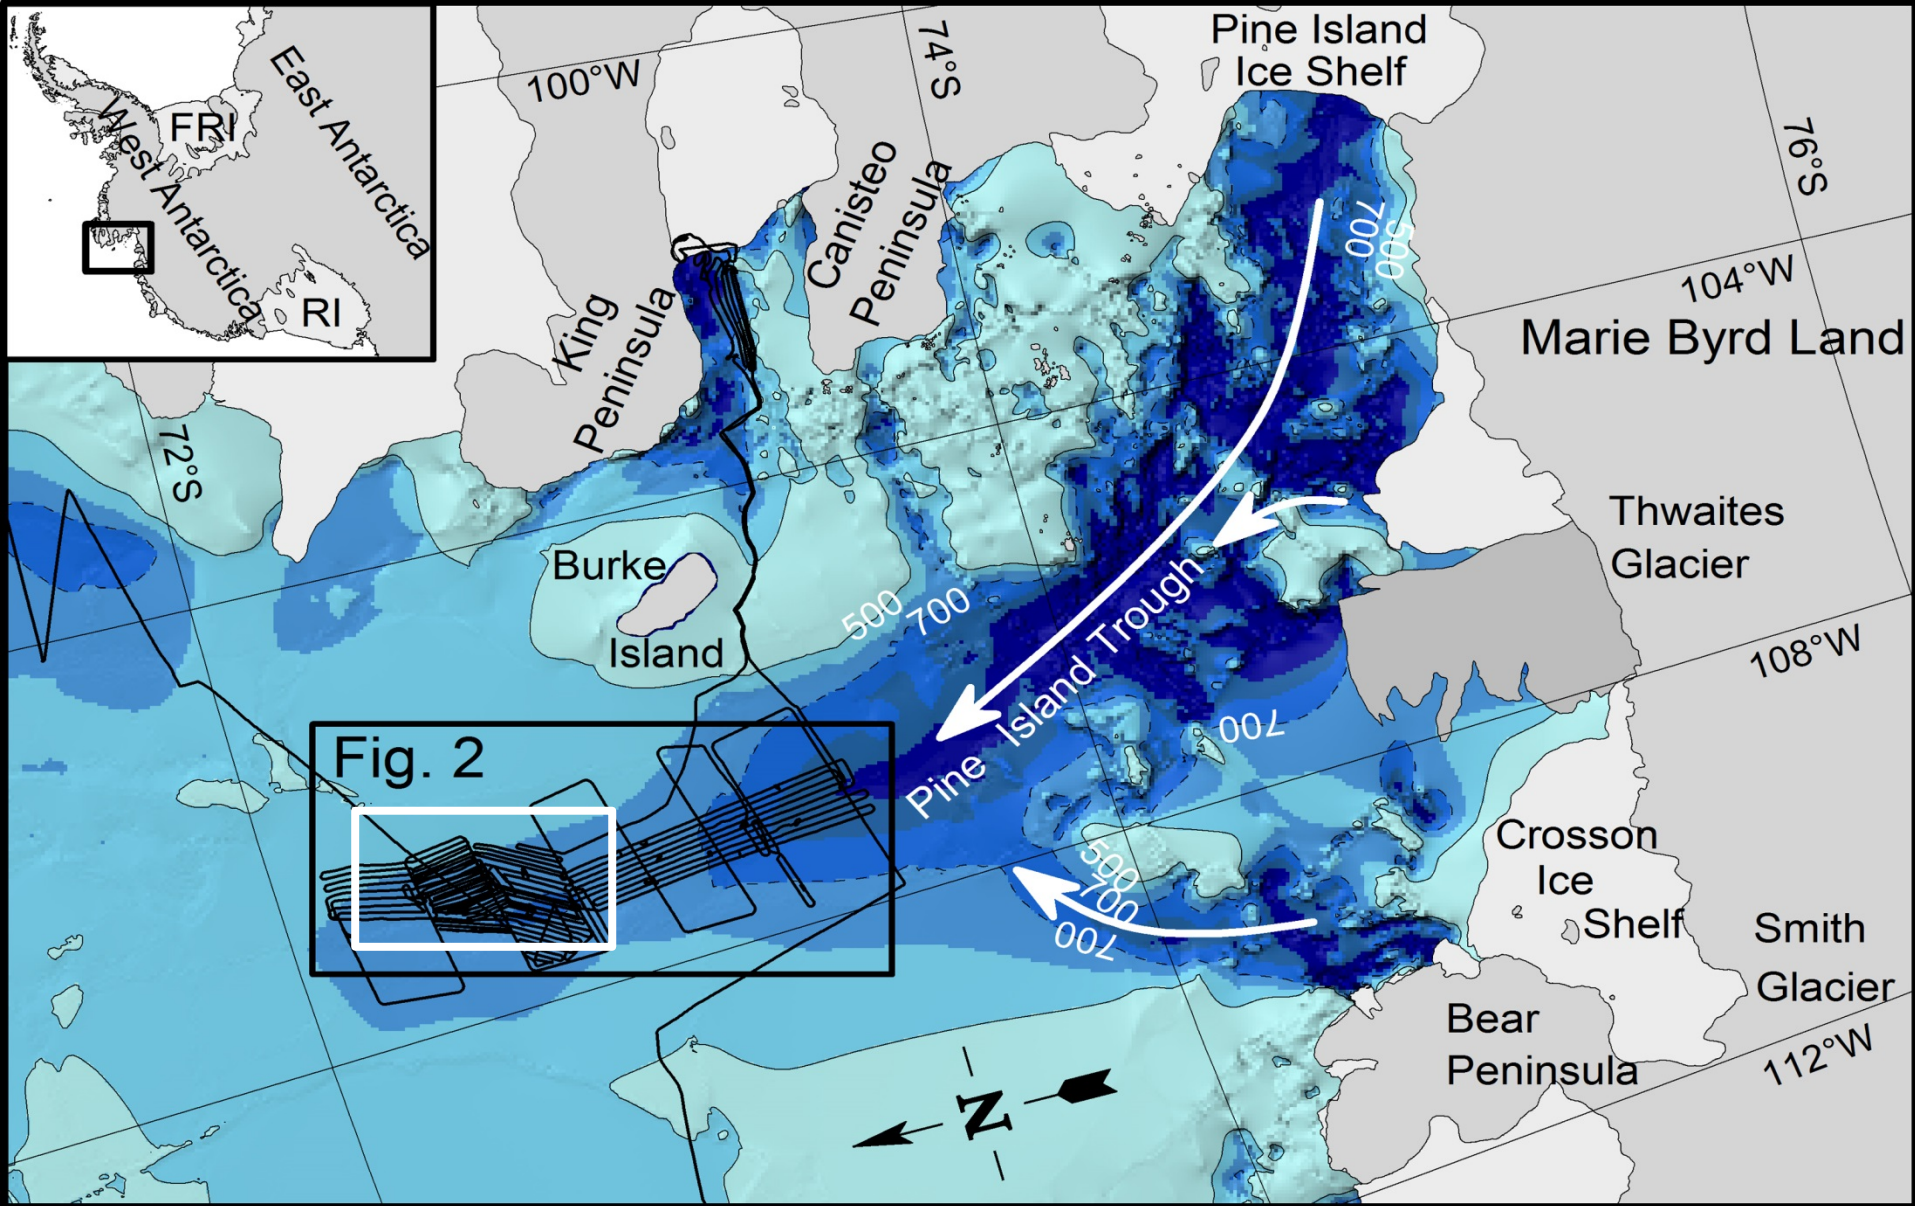 Pine Island
Ice Shelf
100°W
74°S
76°S
East Antarctica
West Antarctica
FRI
RI
Canisteo
Peninsula
King
Peninsula
700
500
104°W
Marie Byrd Land
72°S
Thwaites
Glacier
Burke
Island
500
700
Pine Island Trough
108°W
700
Fig. 2
500
700
700
Crosson
Ice
Shelf
Smith
Glacier
Bear
Peninsula
112°W
N